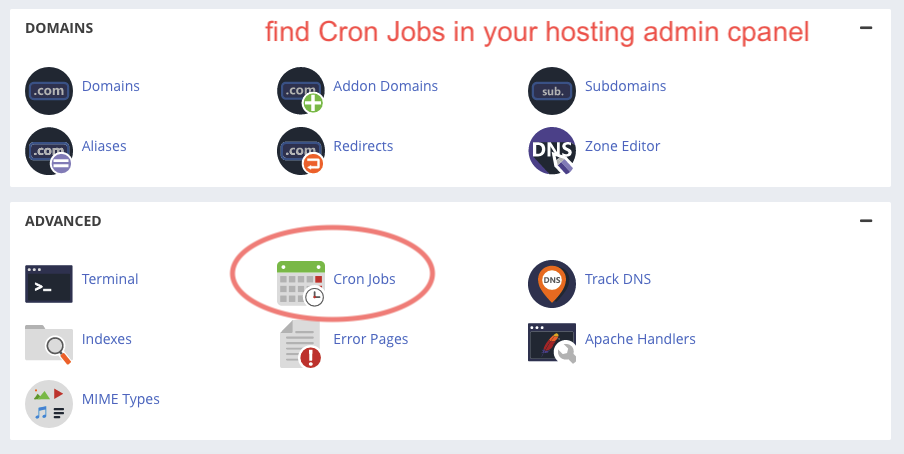 DOMAINS find Cron Jobs in your hosting admin cpanel
.com Domains .com Addon Domains sub. Subdomains
.com Aliases .com Redirects DNS Zone Editor
ADVANCED
>_ Terminal Cron Jobs DNS Track DNS
Indexes ! Error Pages Apache Handlers
MIME Types